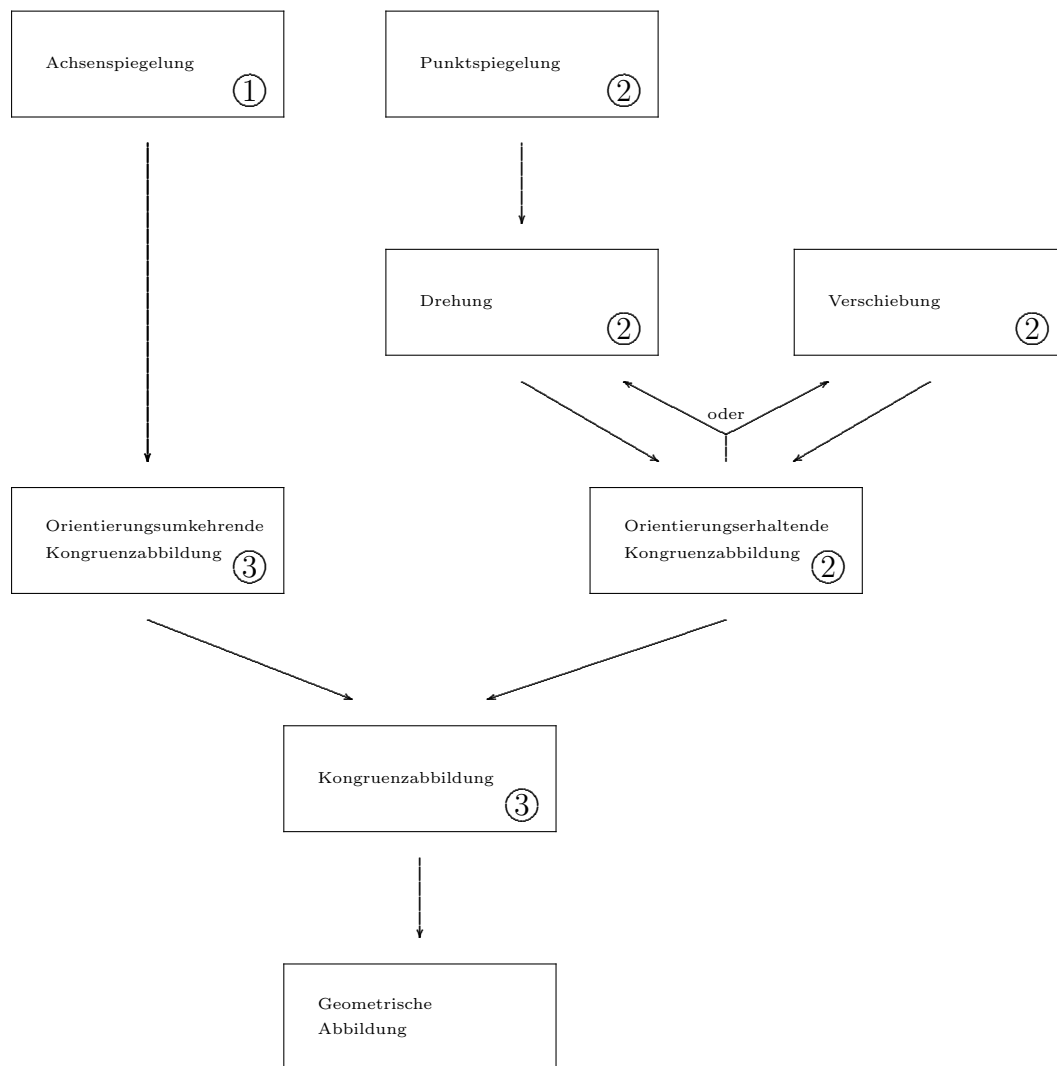 Achsenspiegelung
①
Punktspiegelung
②
Drehung
②
Verschiebung
②
oder
Orientierungsumkehrende
Kongruenzabbildung
③
Orientierungserhaltende
Kongruenzabbildung
②
Kongruenzabbildung
③
Geometrische
Abbildung